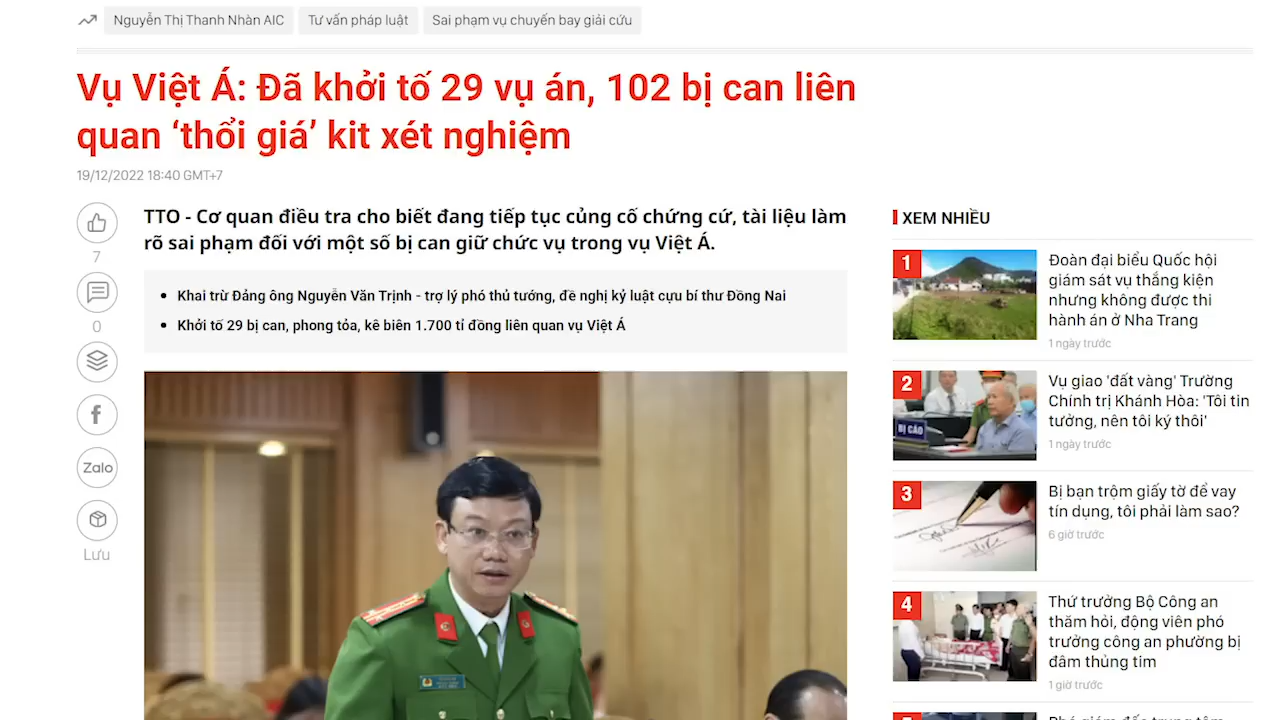 Nguyễn Thị Thanh Nhàn AIC
Tư vấn pháp luật
Sai phạm vụ chuyến bay giải cứu
Vụ Việt Á: Đã khởi tố 29 vụ án, 102 bị can liên
quan ‘thổi giá’ kit xét nghiệm
19/12/2022 18:40 GMT+7
7
0
f
Zalo
Lưu
TTO - Cơ quan điều tra cho biết đang tiếp tục củng cố chứng cứ, tài liệu làm
rõ sai phạm đối với một số bị can giữ chức vụ trong vụ Việt Á.
Khai trừ Đảng ông Nguyễn Văn Trịnh - trợ lý phó thủ tướng, đề nghị kỷ luật cựu bí thư Đồng Nai
Khởi tố 29 bị can, phong tỏa, kê biên 1.700 tỉ đồng liên quan vụ Việt Á
XEM NHIỀU
1
Đoàn đại biểu Quốc hội
giám sát vụ thắng kiện
nhưng không được thi
hành án ở Nha Trang
1 ngày trước
2
BỊ CÁO
Vụ giao 'đất vàng' Trường
Chính trị Khánh Hòa: 'Tôi tin
tưởng, nên tôi ký thôi'
1 ngày trước
3
Bị bạn trộm giấy tờ để vay
tín dụng, tôi phải làm sao?
6 giờ trước
4
Thứ trưởng Bộ Công an
thăm hỏi, động viên phó
trưởng công an phường bị
đâm thủng tim
1 giờ trước